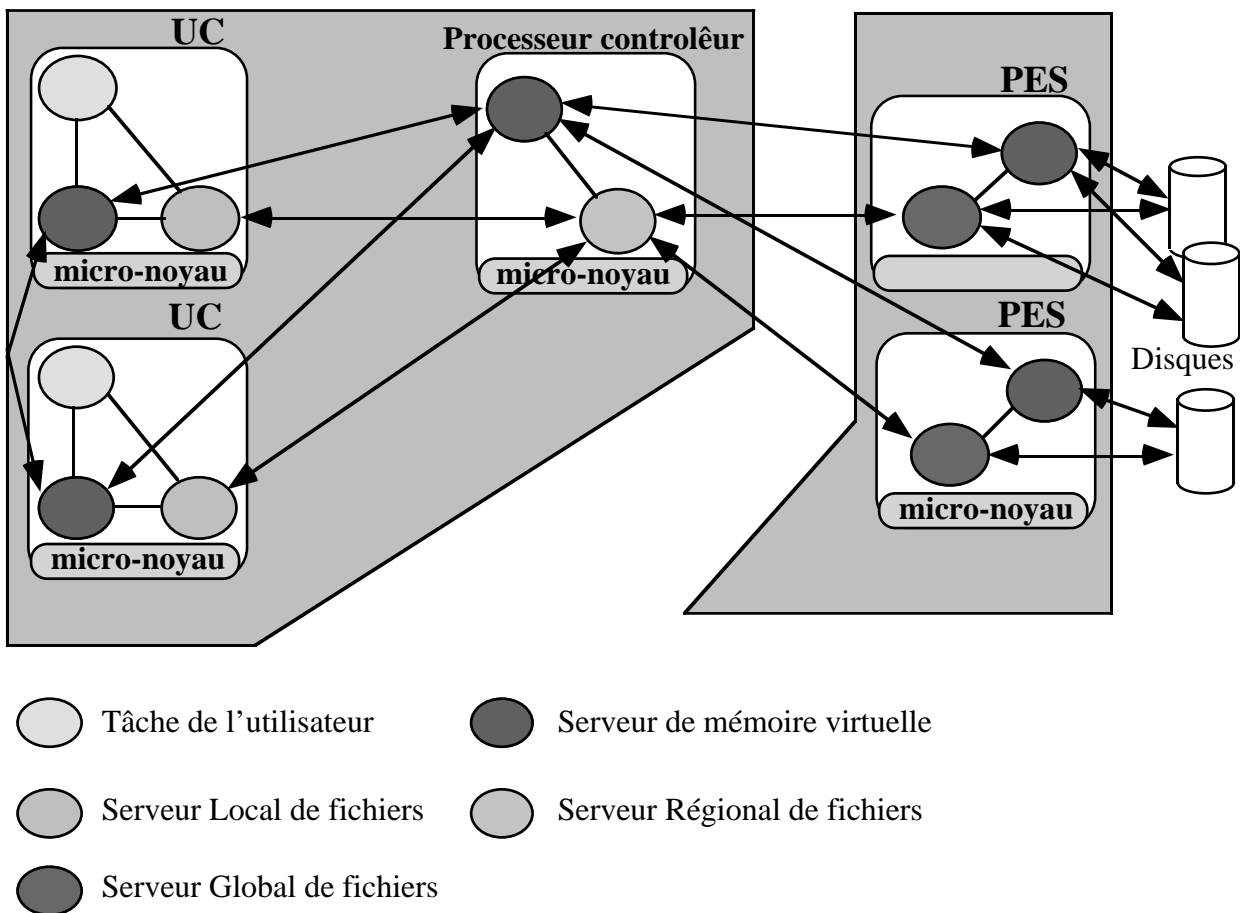 UC
Processeur controlêur
PES
micro-noyau
micro-noyau
UC
PES
Disques
micro-noyau
micro-noyau
Tâche de l’utilisateur
Serveur de mémoire virtuelle
Serveur Local de fichiers
Serveur Régional de fichiers
Serveur Global de fichiers